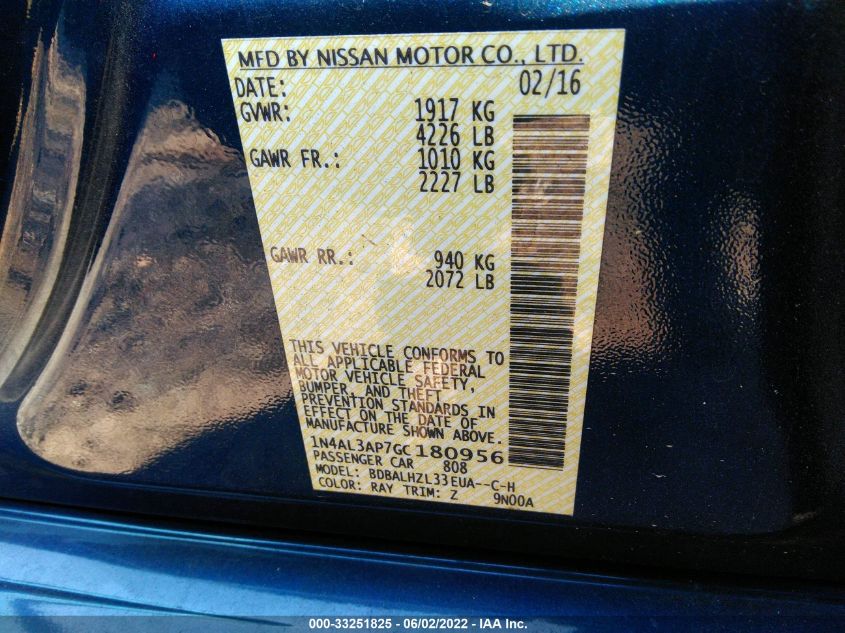 MFD BY NISSAN MOTOR CO., LTD.
DATE: 02/16
GVWR: 1917 KG
4226 LB
GAWR FR.: 1010 KG
2227 LB
GAWR RR.: 940 KG
2072 LB
THIS VEHICLE CONFORMS TO
ALL APPLICABLE FEDERAL
MOTOR VEHICLE SAFETY,
BUMPER, AND THEFT
PREVENTION STANDARDS IN
EFFECT ON THE DATE OF
MANUFACTURE SHOWN ABOVE.
1N4AL3AP7GC180956
PASSENGER CAR 808
MODEL: BDBALHZL33EUA--C-H
COLOR: RAY TRIM: Z 9N00A
000-33251825 - 06/02/2022 - IAA Inc.